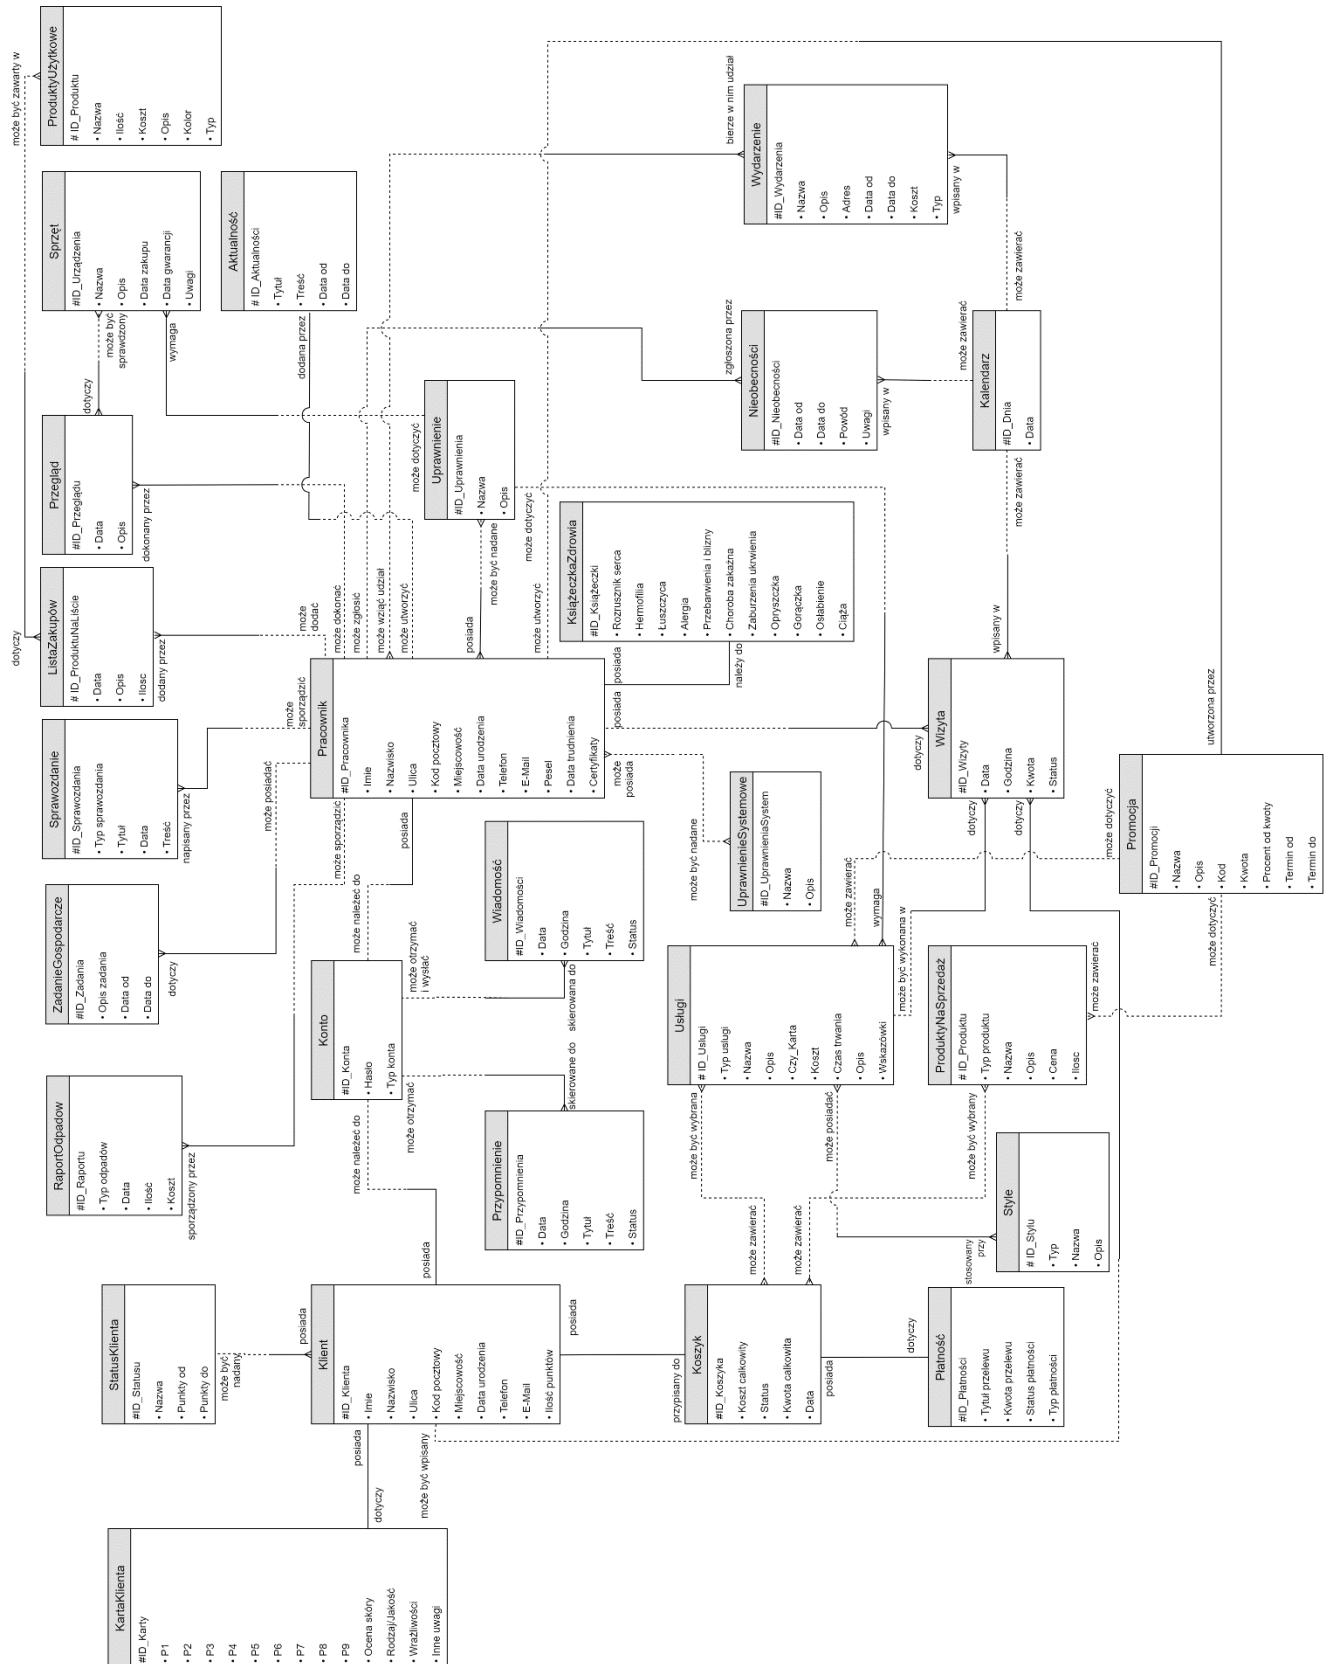 KartaKlienta
#ID_Karty
• P1
• P2
• P3
• P4
• P5
• P6
• P7
• P8
• P9
• Ocena skóry
• Rodzaj/Jakość
• Wrażliwości
• Inne uwagi
StatusKlienta
#ID_Statusu
• Nazwa
• Punkty od
• Punkty do
może być
nadany
posiada
Klient
#ID_Klienta
• Imie
• Nazwisko
• Ulica
• Kod pocztowy
• Miejscowość
• Data urodzenia
• Telefon
• E-Mail
• Ilość punktów
posiada
dotyczy
może być wpisany
posiada
posiada
przypisany do
Koszyk
#ID_Koszyka
• Koszt całkowity
• Status
• Kwota całkowita
• Data
posiada
dotyczy
może zawierać
może zawierać
Płatność
#ID_Płatności
• Tytuł przelewu
• Kwota przelewu
• Status płatności
• Typ płatności
RaportOdpadow
#ID_Raportu
• Typ odpadów
• Data
• Ilość
• Koszt
sporządzony przez
może sporządzić
Przypomnienie
#ID_Przypomnienia
• Data
• Godzina
• Tytuł
• Treść
• Status
skierowane do
może otrzymać
Style
# ID_Stylu
• Typ
• Nazwa
• Opis
stosowany
przy
może posiadać
ZadanieGospodarcze
#ID_Zadania
• Opis zadania
• Data od
• Data do
dotyczy
może posiadać
Konto
#ID_Konta
• Hasło
• Typ konta
może należeć do
może należeć do
posiada
może otrzymać
i wysłać
Wiadomość
#ID_Wiadomości
• Data
• Godzina
• Tytuł
• Treść
• Status
skierowana do
Usługi
# ID_Uslugi
• Typ uslugi
• Nazwa
• Opis
• Czy_Karta
• Koszt
• Czas trwania
• Opis
• Wskazówki
może być wybrana
może zawierać
wymaga
może być wykonana w
ProduktyNaSprzedaż
# ID_Produktu
• Typ produktu
• Nazwa
• Opis
• Cena
• Ilosc
może być wybrany
może zawierać
UprawnienieSystemowe
#ID_UprawnieniaSystem
• Nazwa
• Opis
może być nadane
może
posiada
Promocja
#ID_Promocji
• Nazwa
• Opis
• Kod
• Kwota
• Procent od kwoty
• Termin od
• Termin do
może dotyczyć
może dotyczyć
utworzona przez
Sprawozdanie
#ID_Sprawozdania
• Typ sprawozdania
• Tytuł
• Data
• Treść
napisany przez
może
sporządzić
Pracownik
#ID_Pracownika
• Imie
• Nazwisko
• Ulica
• Kod pocztowy
• Miejscowość
• Data urodzenia
• Telefon
• E-Mail
• Pesel
• Data trudnienia
• Certyfikaty
posiada
posiada
należy do
Wizyta
#ID_Wizyty
• Data
• Godzina
• Kwota
• Status
dotyczy
dotyczy
dotyczy
wpisany w
ListaZakupów
# ID_ProduktuNaLiście
• Data
• Opis
• Ilosc
dotyczy
dodany przez
może
dodać
może dokonać
może zgłosić
może wziąć udział
może utworzyć
posiada
może utworzyć
KsiążeczkaZdrowia
#ID_Książeczki
• Rozrusznik serca
• Hermofilia
• Łuszczyca
• Alergia
• Przebarwienia i blizny
• Choroba zakaźna
• Zaburzenia ukrwienia
• Opryszczka
• Gorączka
• Osłabienie
• Ciąża
Przegląd
#ID_Przeglądu
• Data
• Opis
dotyczy
dokonany przez
Uprawnienie
#ID_Uprawnienia
• Nazwa
• Opis
może dotyczyć
może być nadane
może dotyczyć
Nieobecności
#ID_Nieobecności
• Data od
• Data do
• Powód
• Uwagi
zgłoszona przez
wpisany w
Kalendarz
#ID_Dnia
• Data
może zawierać
może zawierać
może zawierać
Sprzęt
#ID_Urządzenia
• Nazwa
• Opis
• Data zakupu
• Data gwarancji
• Uwagi
może być
sprawdzony
wymaga
Aktualność
# ID_Aktualności
• Tytuł
• Treść
• Data od
• Data do
dodana przez
ProduktyUżytkowe
# ID_Produktu
• Nazwa
• Ilość
• Koszt
• Opis
• Kolor
• Typ
może być zawarty w
Wydarzenie
#ID_Wydarzenia
• Nazwa
• Opis
• Adres
• Data od
• Data do
• Koszt
• Typ
bierze w nim udział
wpisany w